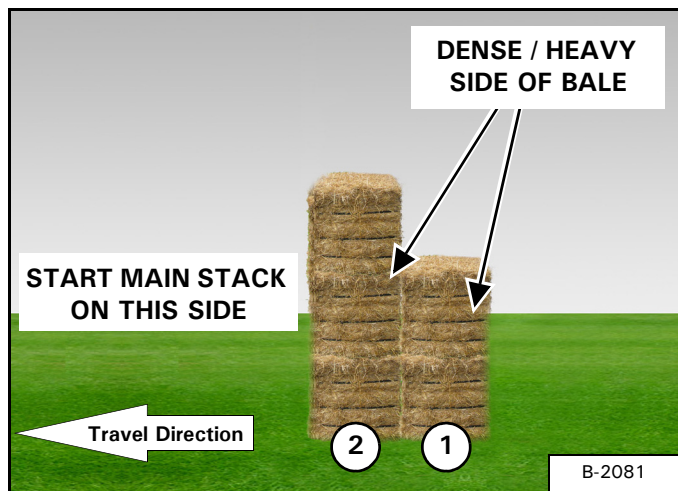 DENSE / HEAVY
SIDE OF BALE
START MAIN STACK
ON THIS SIDE
Travel Direction
2
1
B-2081